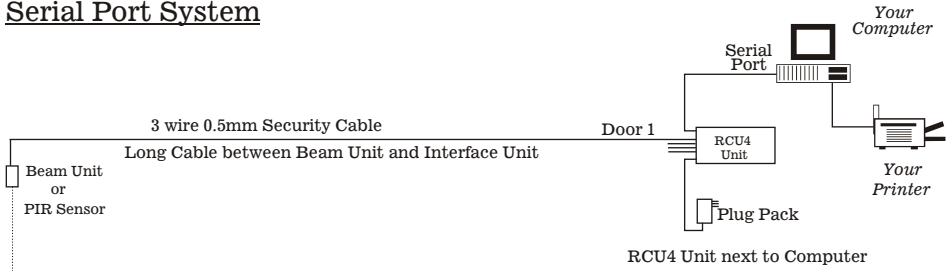 Serial Port System
Your
Computer
Serial
Port
3 wire 0.5mm Security Cable
Door 1
RCU4
Unit
Long Cable between Beam Unit and Interface Unit
Beam Unit
or
PIR Sensor
Your
Printer
Plug Pack
RCU4 Unit next to Computer